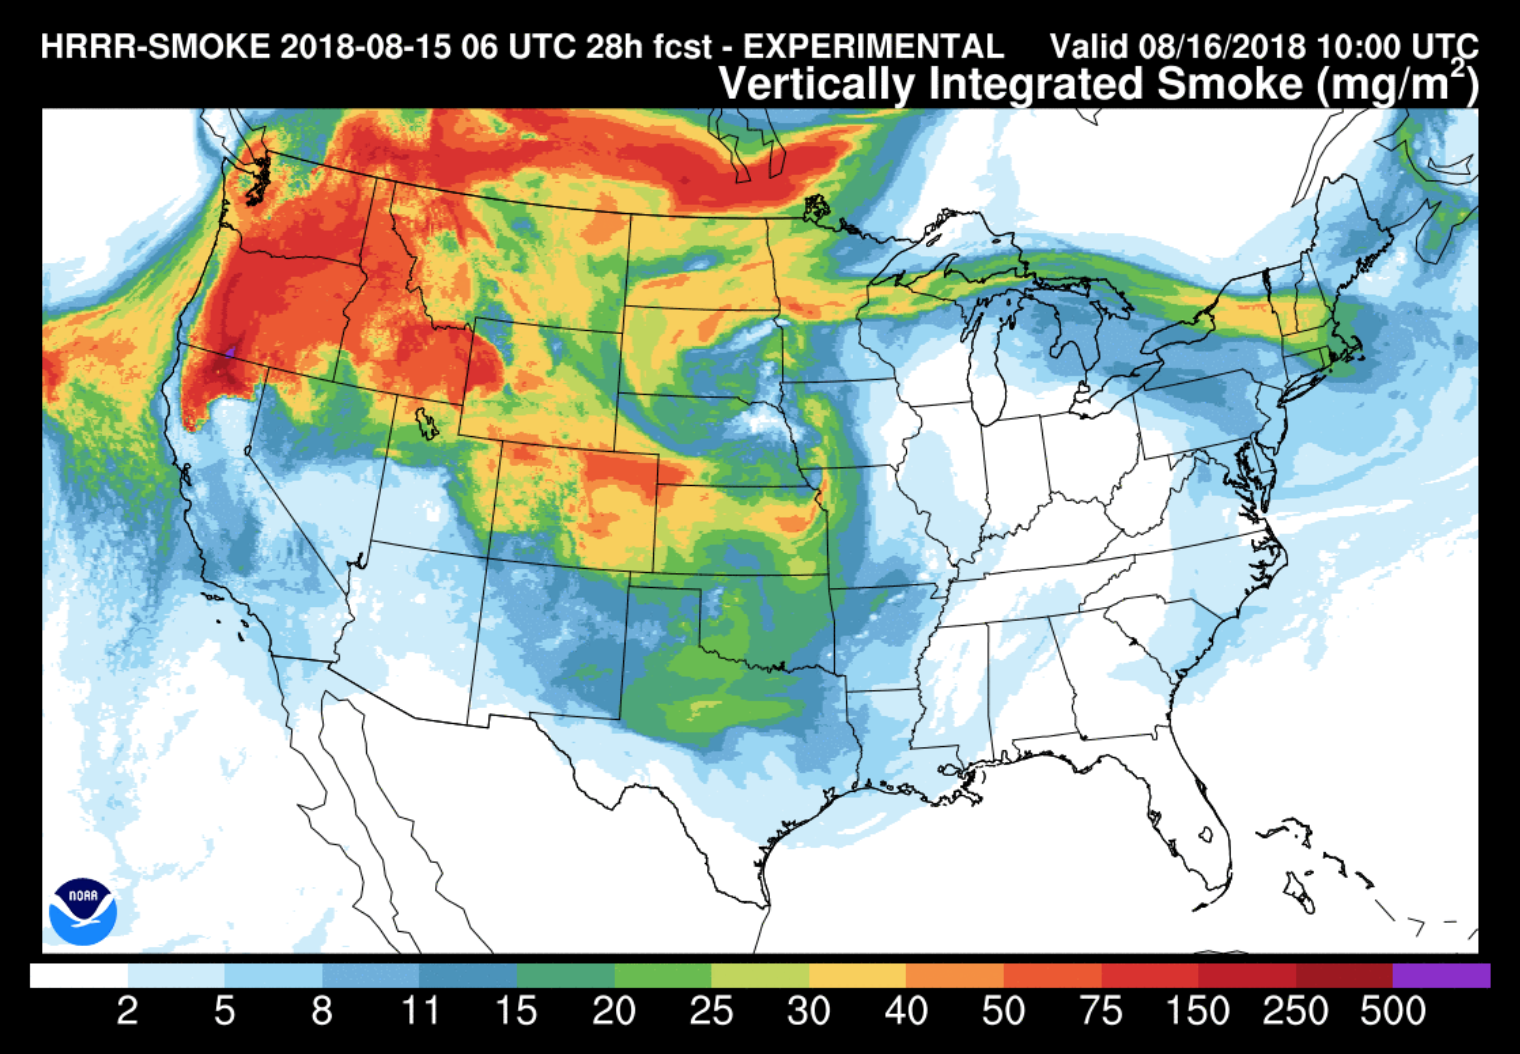 HRRR-SMOKE 2018-08-15 06 UTC 28h fcst - EXPERIMENTAL Valid 08/16/2018 10:00 UTC
Vertically Integrated Smoke (mg/m²)
NOAA
2 5 8 11 15 20 25 30 40 50 75 150 250 500